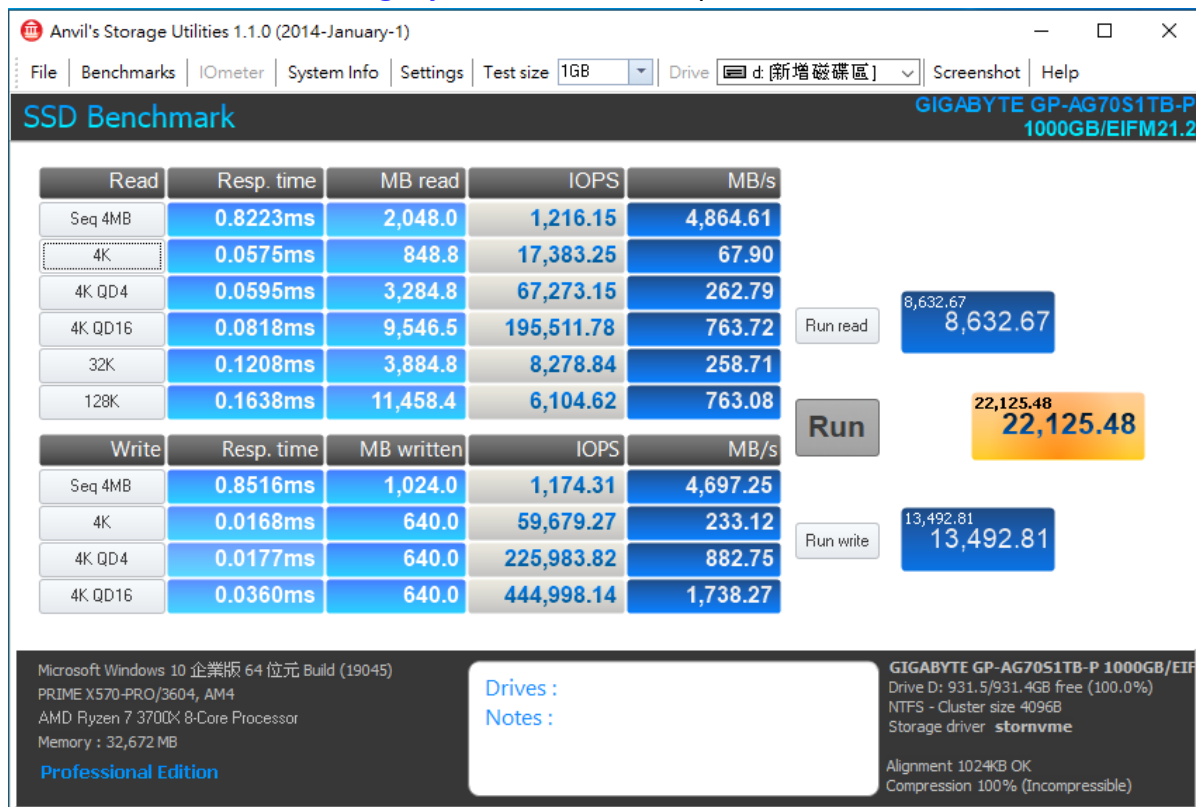 Anvil's Storage Utilities 1.1.0 (2014-January-1)
File Benchmarks IOmeter System Info Settings Test size 1GB Drive d: [新增磁碟區] Screenshot Help
SSD Benchmark
GIGABYTE GP-AG70S1TB-P
1000GB/EIFM21.2
Read Resp. time MB read IOPS MB/s
Seq 4MB 0.8223ms 2,048.0 1,216.15 4,864.61
4K 0.0575ms 848.8 17,383.25 67.90
4K QD4 0.0595ms 3,284.8 67,273.15 262.79
4K QD16 0.0818ms 9,546.5 195,511.78 763.72
32K 0.1208ms 3,884.8 8,278.84 258.71
128K 0.1638ms 11,458.4 6,104.62 763.08
Run read
8,632.67
8,632.67
Run
22,125.48
22,125.48
Write Resp. time MB written IOPS MB/s
Seq 4MB 0.8516ms 1,024.0 1,174.31 4,697.25
4K 0.0168ms 640.0 59,679.27 233.12
4K QD4 0.0177ms 640.0 225,983.82 882.75
4K QD16 0.0360ms 640.0 444,998.14 1,738.27
Run write
13,492.81
13,492.81
Microsoft Windows 10 企業版 64 位元 Build (19045)
PRIME X570-PRO/3604, AM4
AMD Ryzen 7 3700X 8-Core Processor
Memory : 32,672 MB
Professional Edition
Drives :
Notes :
GIGABYTE GP-AG70S1TB-P 1000GB/EIF
Drive D: 931.5/931.4GB free (100.0%)
NTFS - Cluster size 4096B
Storage driver stornvme
Alignment 1024KB OK
Compression 100% (Incompressible)